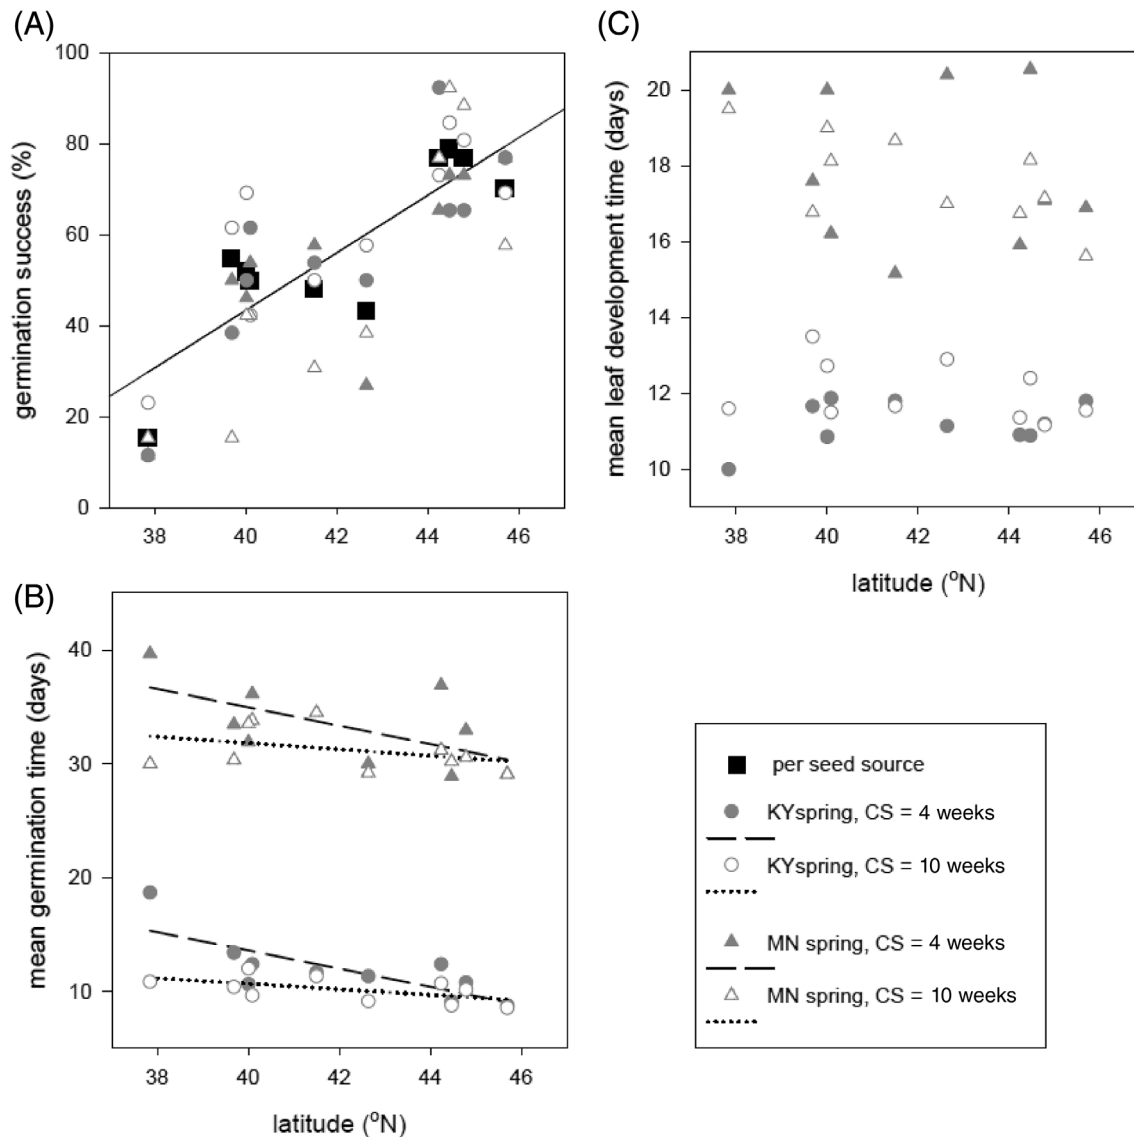 (A)
germination success (%)
100
80
60
40
20
0
38 40 42 44 46
(B)
mean germination time (days)
40
30
20
10
38 40 42 44 46
latitude (°N)
(C)
mean leaf development time (days)
20
18
16
14
12
10
38 40 42 44 46
latitude (°N)
per seed source
KYspring, CS = 4 weeks
KYspring, CS = 10 weeks
MN spring, CS = 4 weeks
MN spring, CS = 10 weeks